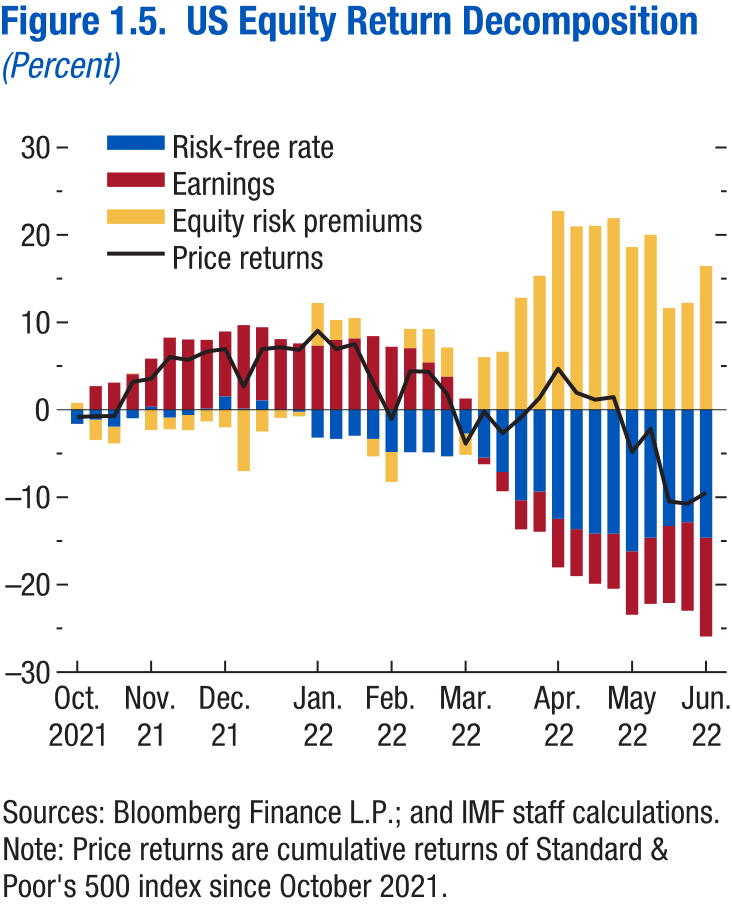 Figure 1.5.  US Equity Return Decomposition
(Percent)
Risk-free rate
Earnings
Equity risk premiums
Price returns
30
20
10
0
–10
–20
–30
Oct. Nov. Dec. Jan. Feb. Mar. Apr. May Jun.
2021 21 21 22 22 22 22 22 22
Sources: Bloomberg Finance L.P.; and IMF staff calculations.
Note: Price returns are cumulative returns of Standard &
Poor's 500 index since October 2021.